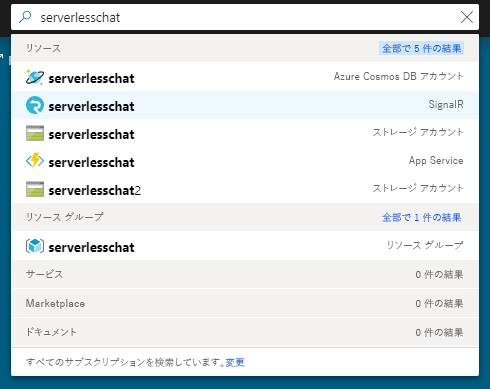 serverlesschat
リソース 全部で 5 件の結果
serverlesschat Azure Cosmos DB アカウント
serverlesschat SignalR
serverlesschat ストレージ アカウント
serverlesschat App Service
serverlesschat2 ストレージ アカウント
リソース グループ 全部で 1 件の結果
serverlesschat リソース グループ
サービス 0 件の結果
Marketplace 0 件の結果
ドキュメント 0 件の結果
すべてのサブスクリプションを検索しています。変更